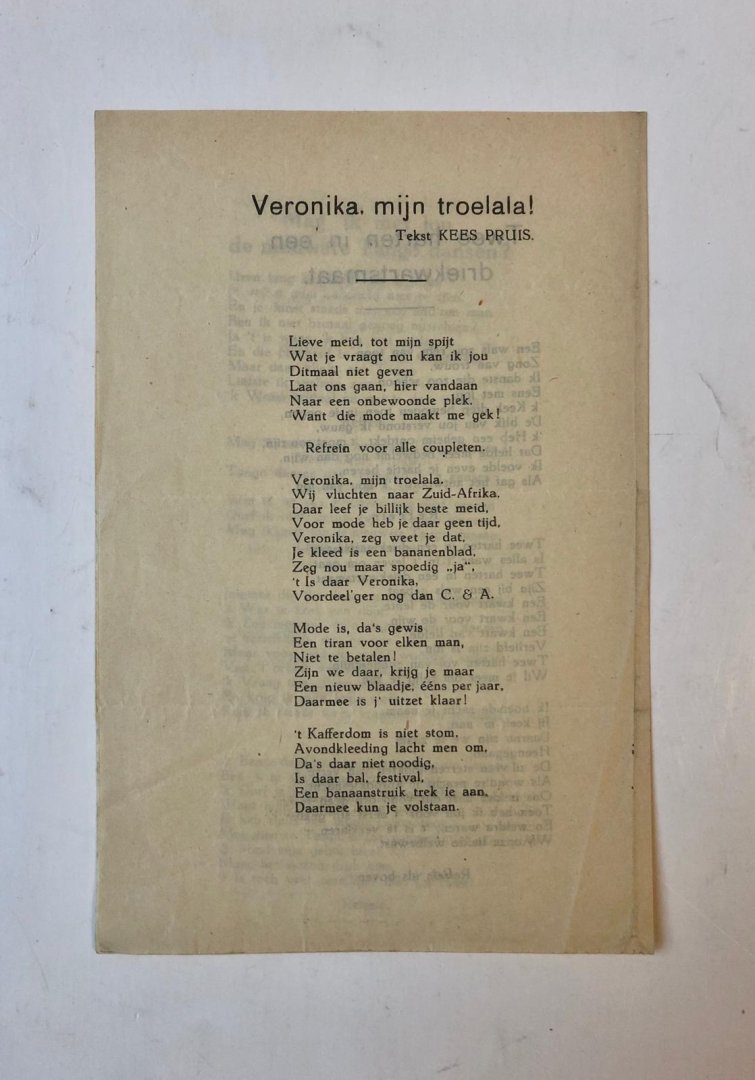 Veronika, mijn troelala!
Tekst KEES PRUIS.
Lieve meid, tot mijn spijt
Wat je vraagt nou kan ik jou
Ditmaal niet geven
Laat ons gaan, hier vandaan
Naar een onbewoonde plek.
Want die mode maakt me gek!
Refrein voor alle coupleten.
Veronika, mijn troelala.
Wij vluchten naar Zuid-Afrika.
Daar leef je billijk beste meid,
Voor mode heb je daar geen tijd,
Veronika, zeg weet je dat,
Je kleed is een bananenblad,
Zeg nou maar spoedig „ja“,
't Is daar Veronika,
Voordeel'ger nog dan C. & A.
Mode is, da's gewis
Een tiran voor elken man,
Niet te betalen!
Zijn we daar, krijg je maar
Een nieuw blaadje, ééns per jaar,
Daarmee is j' uitzet klaar!
't Kafferdom is niet stom,
Avondkleeding lacht men om,
Da's daar niet noodig,
Is daar bal, festival,
Een banaanstruik trek ie aan,
Daarmee kun je volstaan.